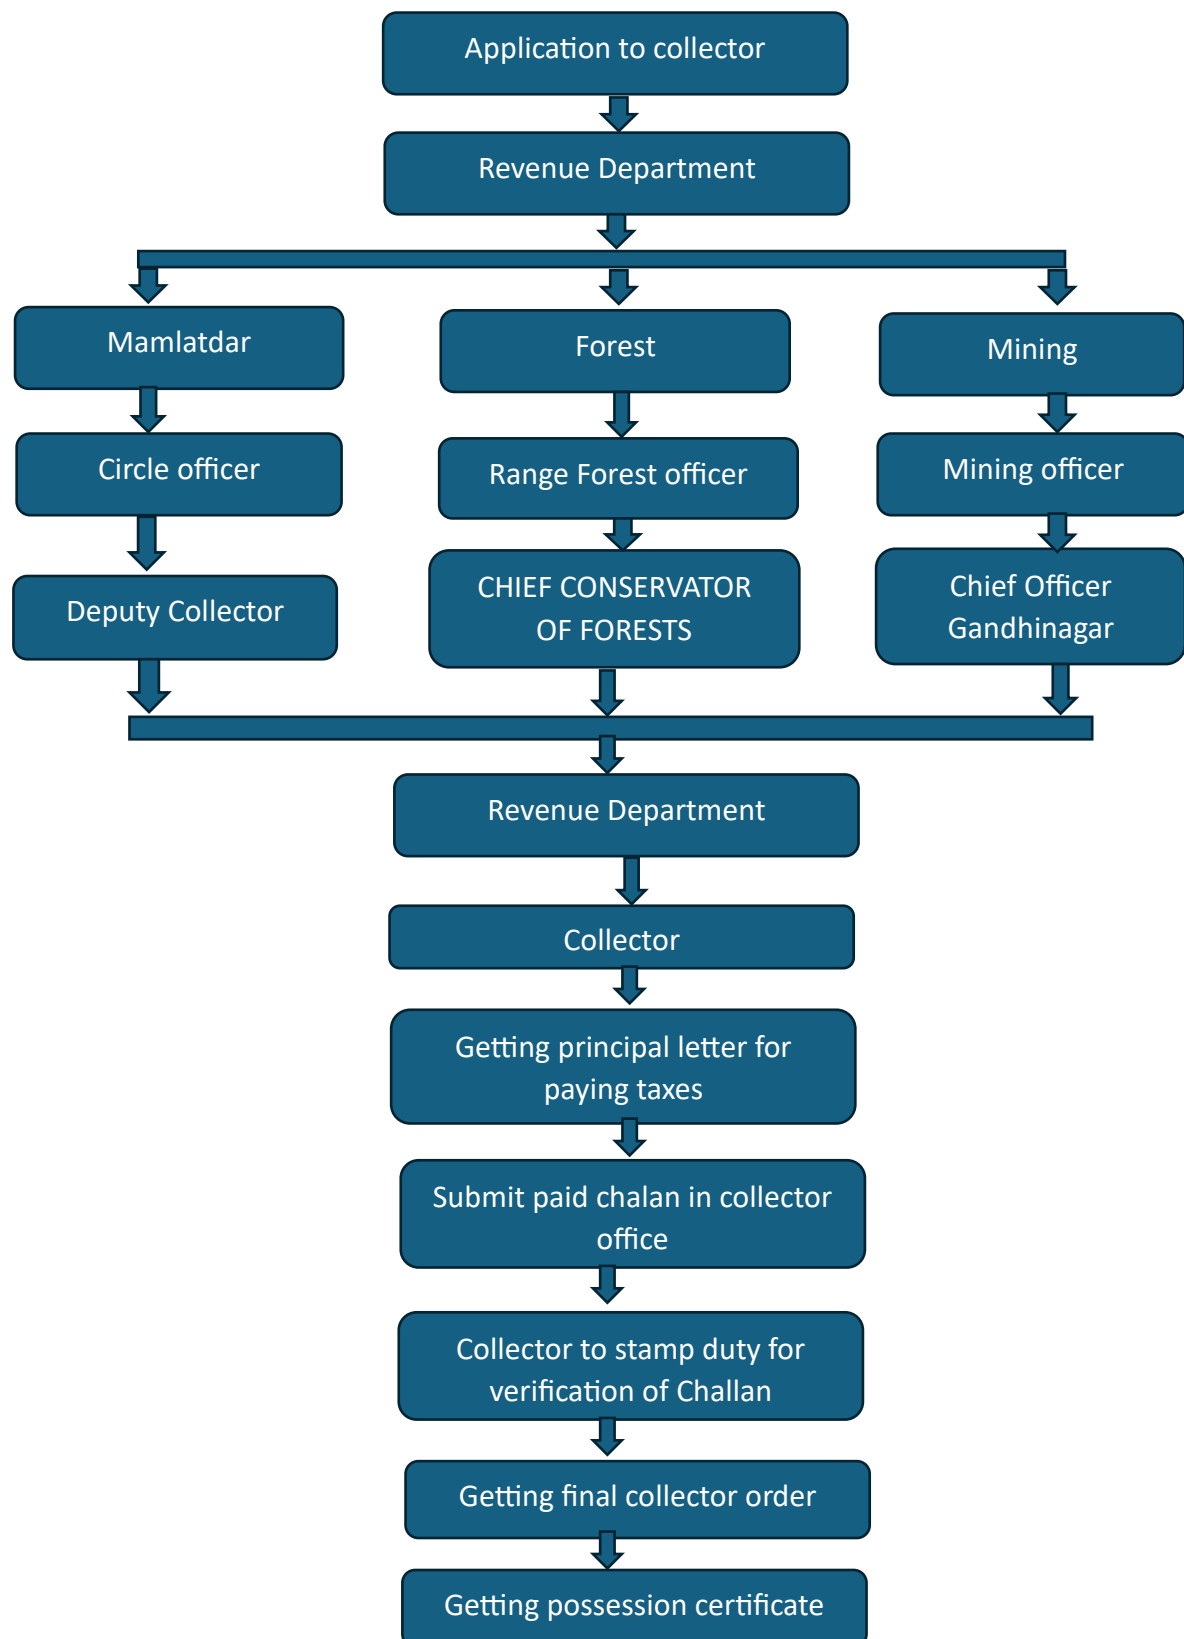 Application to collector
Revenue Department
Mamlatdar
Forest
Mining
Circle officer
Range Forest officer
Mining officer
Deputy Collector
CHIEF CONSERVATOR
OF FORESTS
Chief Officer
Gandhinagar
Revenue Department
Collector
Getting principal letter for
paying taxes
Submit paid chalan in collector
office
Collector to stamp duty for
verification of Challan
Getting final collector order
Getting possession certificate